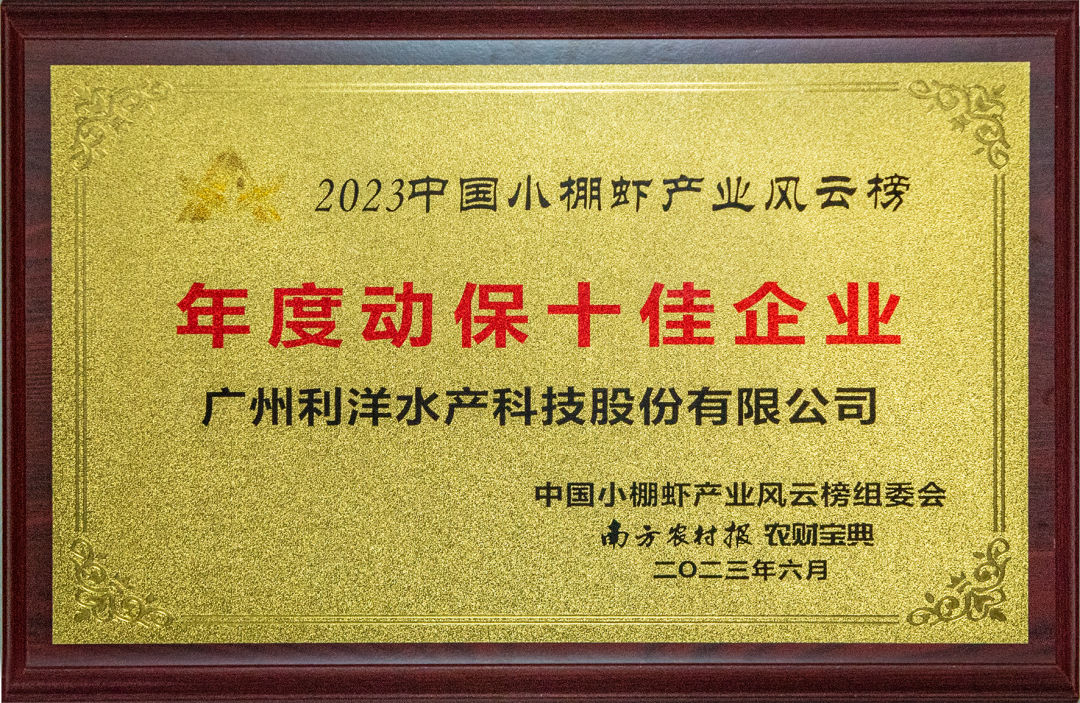 2023中国小棚虾产业风云榜
年度动保十佳企业
广州利洋水产科技股份有限公司
中国小棚虾产业风云榜组委会
南方农村报 农财宝典
二〇二三年六月